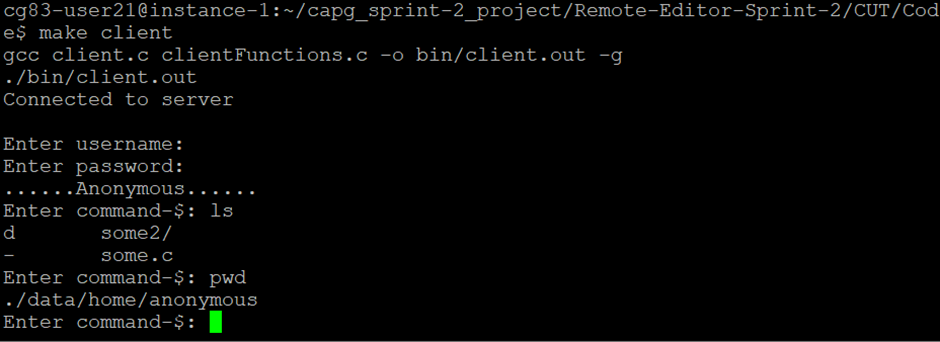 cg83-user21@instance-1:~/capg_sprint-2_project/Remote-Editor-Sprint-2/CUT/Cod
e$ make client
gcc client.c clientFunctions.c -o bin/client.out -g
./bin/client.out
Connected to server
Enter username:
Enter password:
......Anonymous......
Enter command-$: ls
d       some2/
-       some.c
Enter command-$: pwd
./data/home/anonymous
Enter command-$: